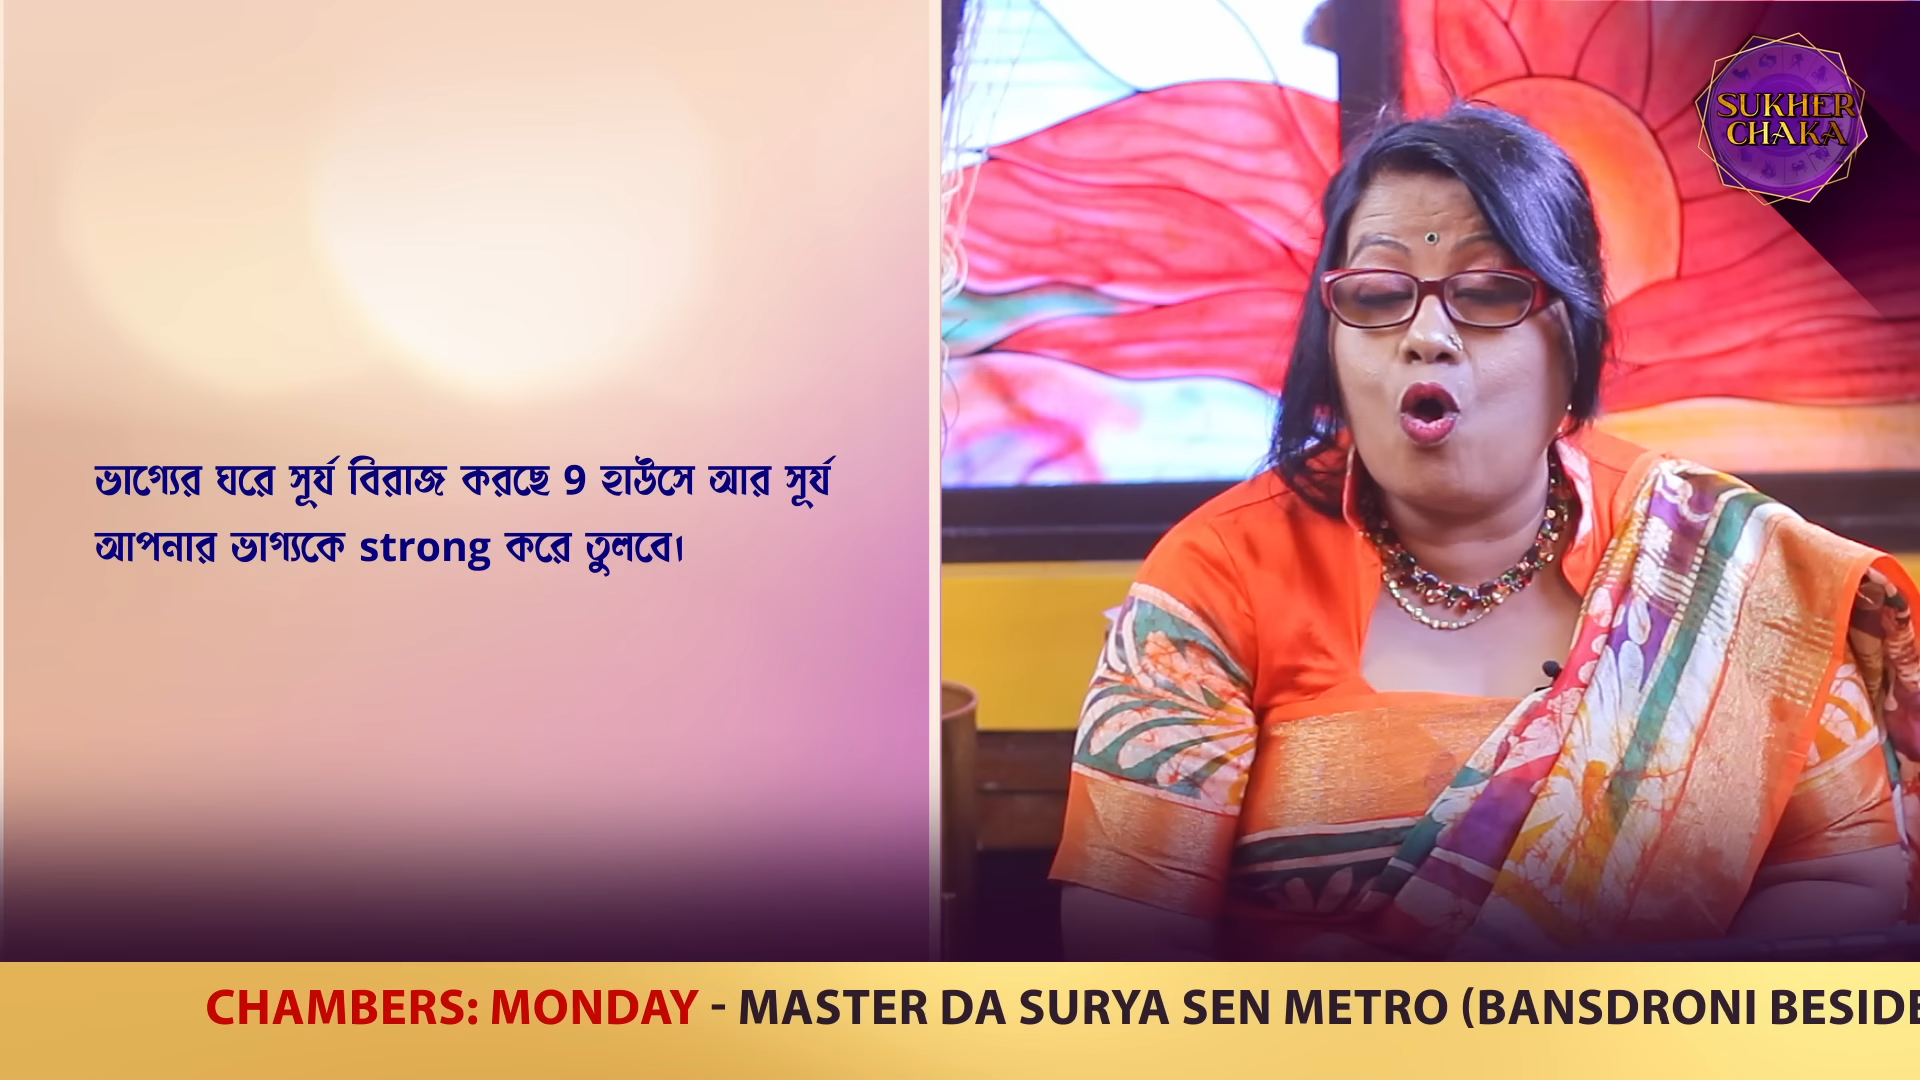 SUKHER
CHAKA
ভাগ্যের ঘরে সূর্য বিরাজ করছে 9 হাউসে আর সূর্য
আপনার ভাগ্যকে strong করে তুলবে।
CHAMBERS: MONDAY - MASTER DA SURYA SEN METRO (BANSDRONI BESIDE